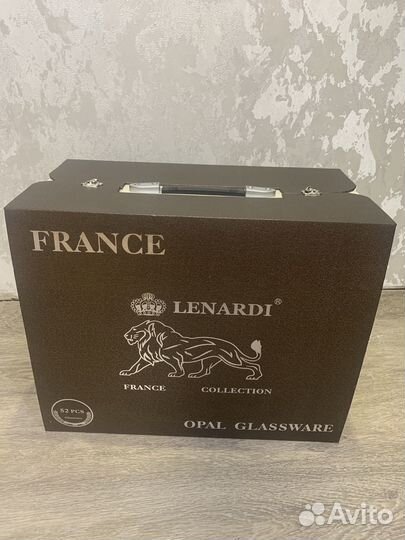 FRANCE
LENARDI®
FRANCE COLLECTION
52 PCS
OPAL GLASSWARE
Avito